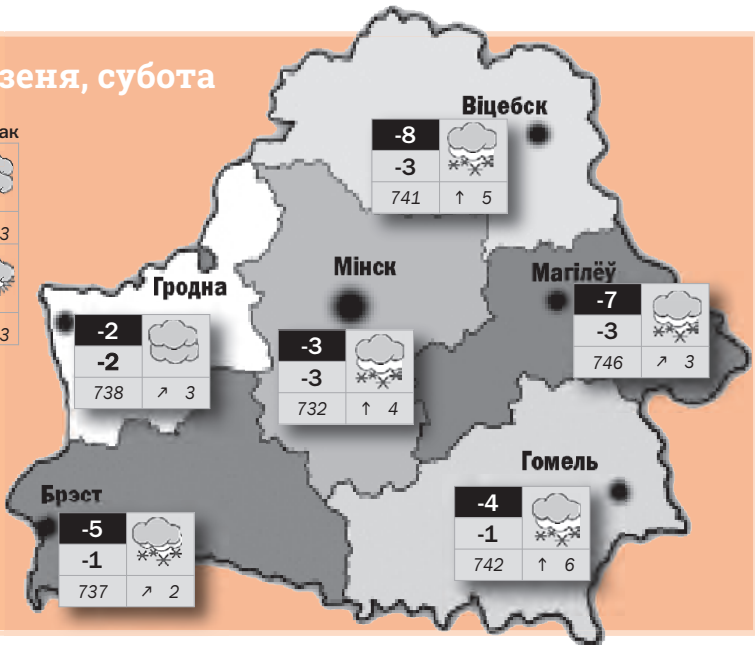 зеня, субота
ак
3
3
Віцебск
-8
-3
741 ↑ 5
Мінск
-3
-3
732 ↑ 4
Магілёў
-7
-3
746 ↗ 3
Гродна
-2
-2
738 ↗ 3
Гомель
-4
-1
742 ↑ 6
Брэст
-5
-1
737 ↗ 2